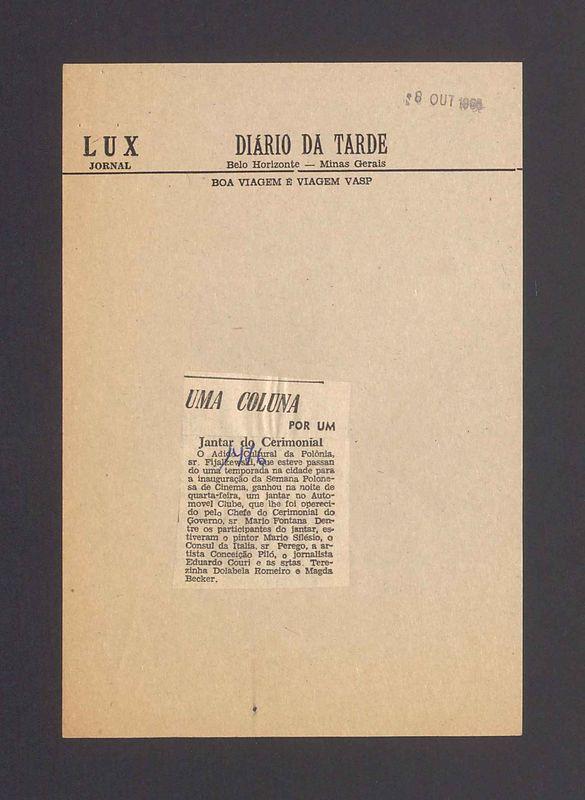 OUT
LUX
JORNAL
DIÁRIO DA TARDE
Belo Horizonte — Minas Gerais
BOA VIAGEM É VIAGEM VASP
UMA COLUNA
POR UM
Jantar do Cerimonial
O Adido Cultural da Polônia,
sr. Fijalkewski, que esteve passan
do uma temporada na cidade para
a inauguração da Semana Polone-
sa de Cinema, ganhou na noite de
quarta-feira, um jantar no Auto-
movel Clube, que lhe foi ofereci-
do pelo Chefe do Cerimonial do
Govêrno, sr Mario Fontana Den-
tre os participantes do jantar, es-
tiveram o pintor Mario Silésio, o
Consul da Italia, sr. Perego, a ar-
tista Conceição Piló, o jornalista
Eduardo Couri e as srtas. Tere-
zinha Dolabela Romeiro e Magda
Becker.